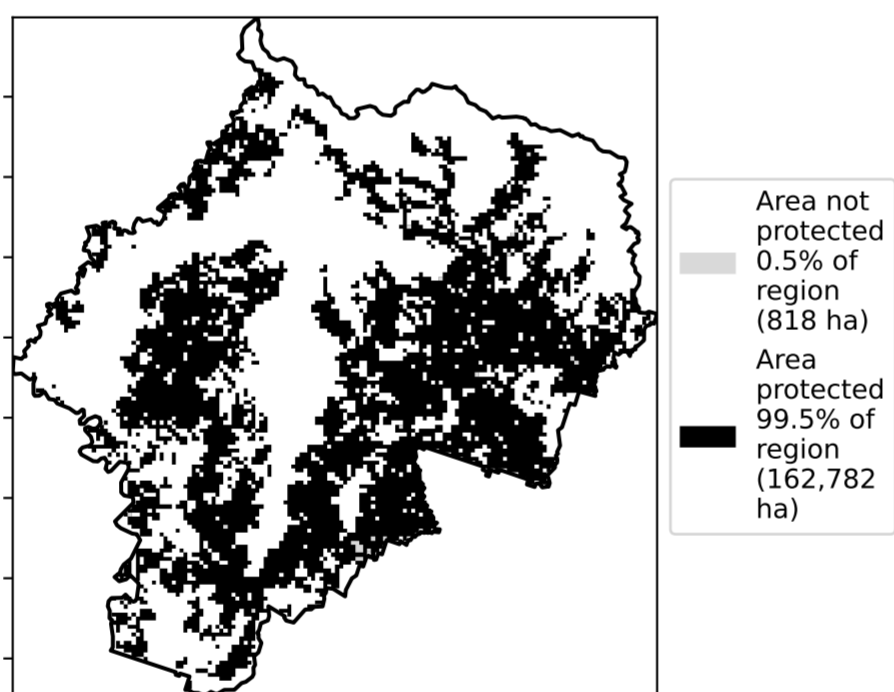 Area not
protected
0.5% of
region
(818 ha)
Area
protected
99.5% of
region
(162,782
ha)